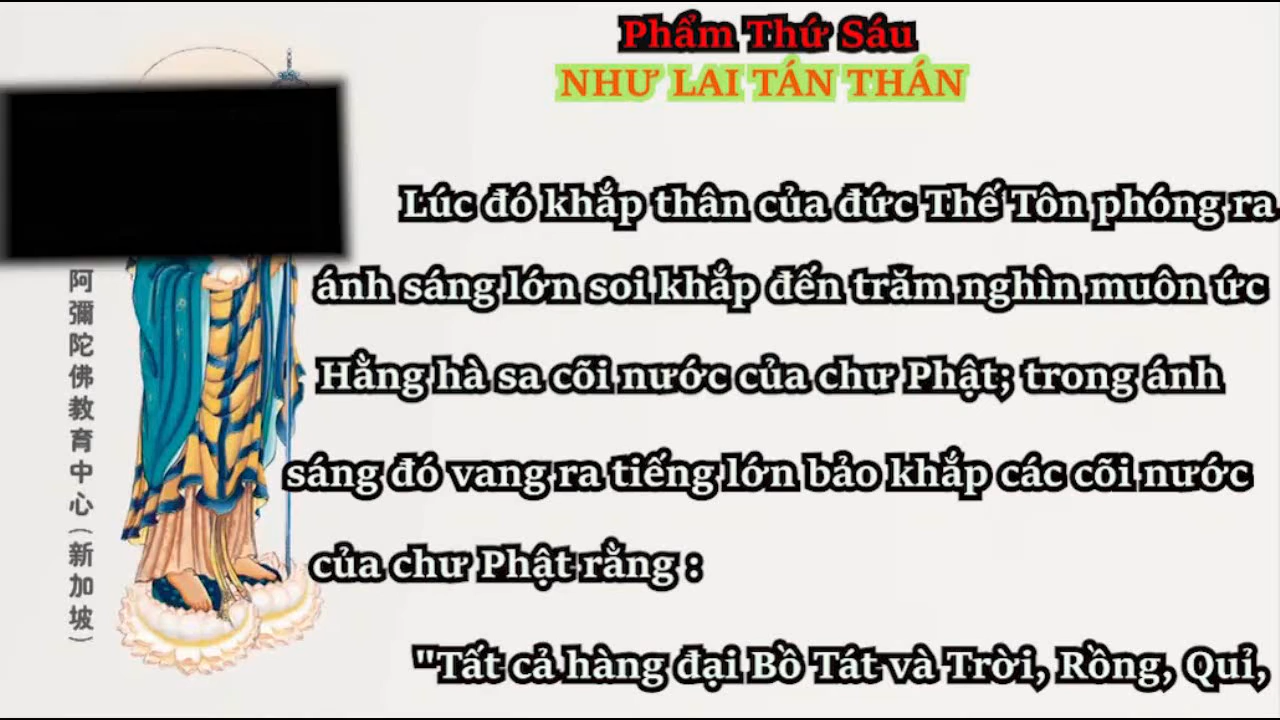 Phẩm Thứ Sáu
NHƯ LAI TÁN THÁN
Lúc đó khắp thân của đức Thế Tôn phóng ra
ánh sáng lớn soi khắp đến trăm nghìn muôn ức
Hằng hà sa cõi nước của chư Phật; trong ánh
sáng đó vang ra tiếng lớn bảo khắp các cõi nước
của chư Phật rằng :
"Tất cả hàng đại Bồ Tát và Trời, Rồng, Quỉ,
阿彌陀佛教育中心(新加坡)